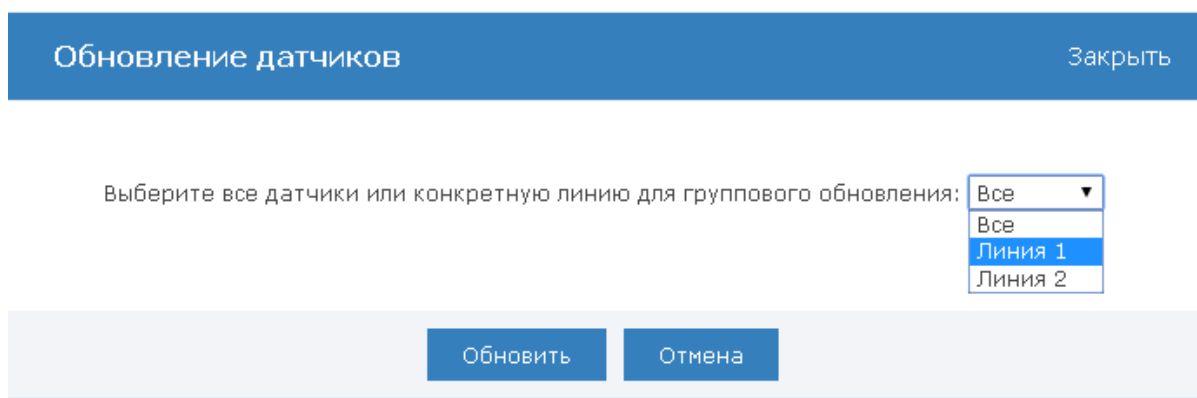 Обновление датчиков Закрыть
Выберите все датчики или конкретную линию для группового обновления: Все
Все
Линия 1
Линия 2
Обновить Отмена